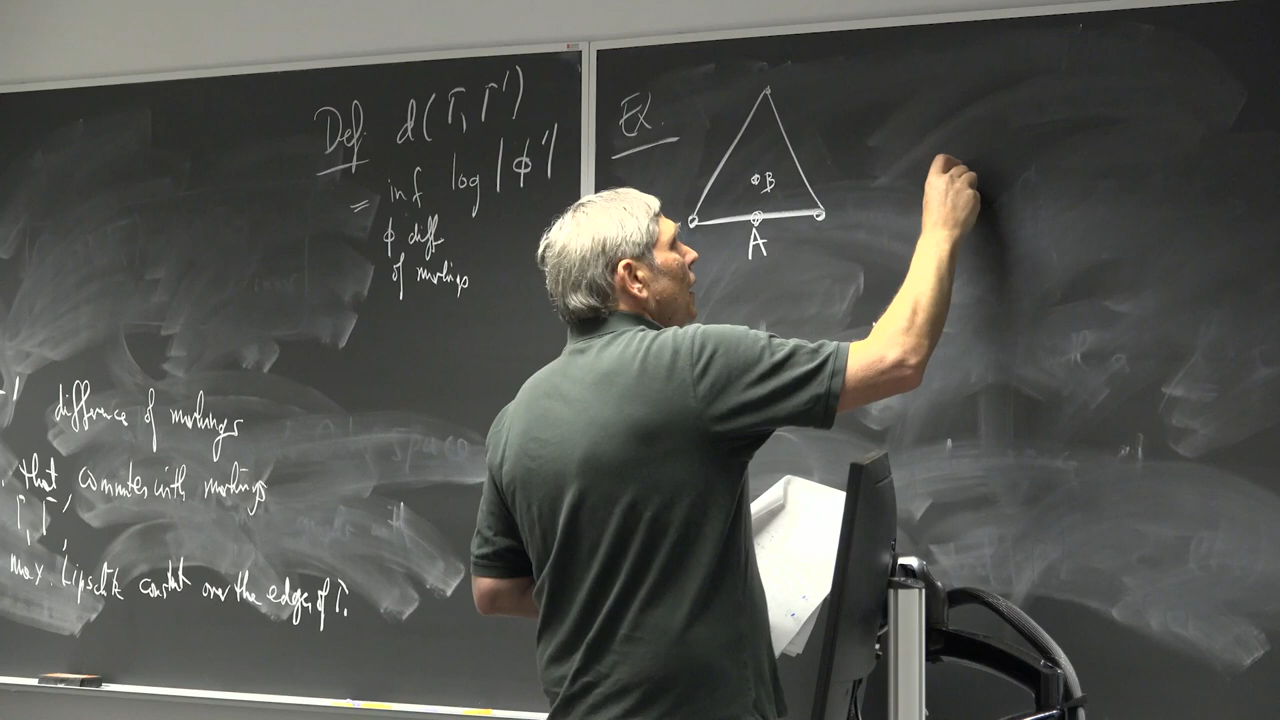 Def. d(Γ, Γ')
= inf log |ϕ'|
ϕ diff
of markings
difference of markings
that commutes with markings
Γ, Γ'
max. Lipschitz constant over the edges of Γ.
Ex.
B
A